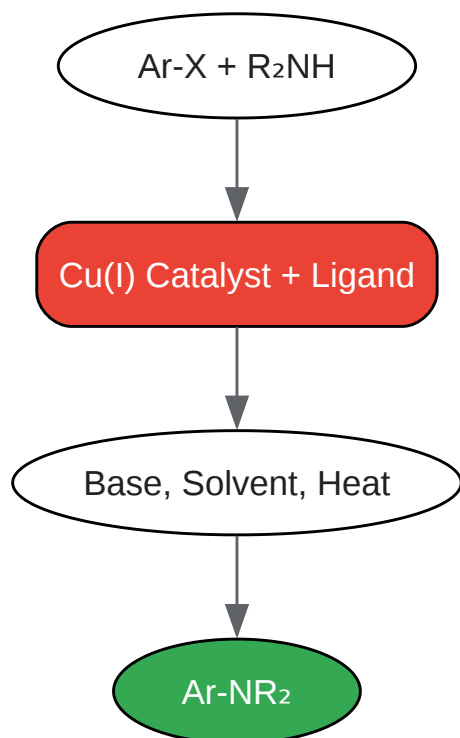 Ar-X + R₂NH
Cu(I) Catalyst + Ligand
Base, Solvent, Heat
Ar-NR₂